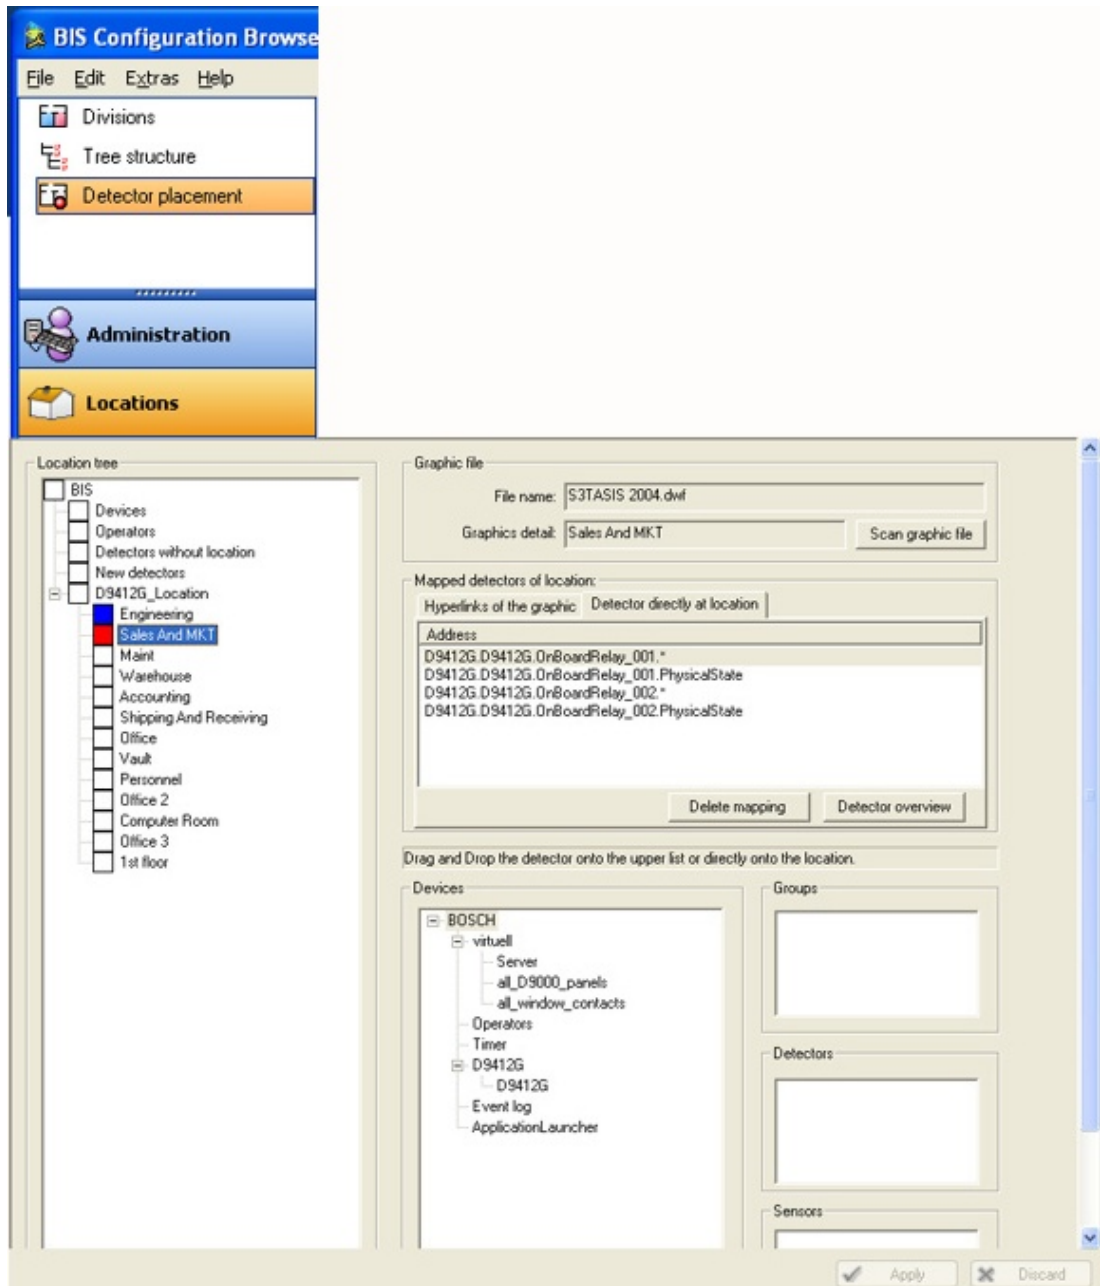 BIS Configuration Browse
File Edit Extras Help
Divisions
Tree structure
Detector placement
Administration
Locations
Location tree
BIS
Devices
Operators
Detectors without location
New detectors
D9412G_Location
Engineering
Sales And MKT
Maint
Warehouse
Accounting
Shipping And Receiving
Office
Vault
Personnel
Office 2
Computer Room
Office 3
1st floor
Graphic file
File name: S3TASIS 2004.dwf
Graphics detail: Sales And MKT Scan graphic file
Mapped detectors of location:
Hyperlinks of the graphic Detector directly at location
Address
D9412G.D9412G.OnBoardRelay_001.*
D9412G.D9412G.OnBoardRelay_001.PhysicalState
D9412G.D9412G.OnBoardRelay_002.*
D9412G.D9412G.OnBoardRelay_002.PhysicalState
Delete mapping Detector overview
Drag and Drop the detector onto the upper list or directly onto the location.
Devices
BOSCH
virtuell
Server
all_D9000_panels
all_window_contacts
Operators
Timer
D9412G
D9412G
Event log
ApplicationLauncher
Groups
Detectors
Sensors
Apply Discard